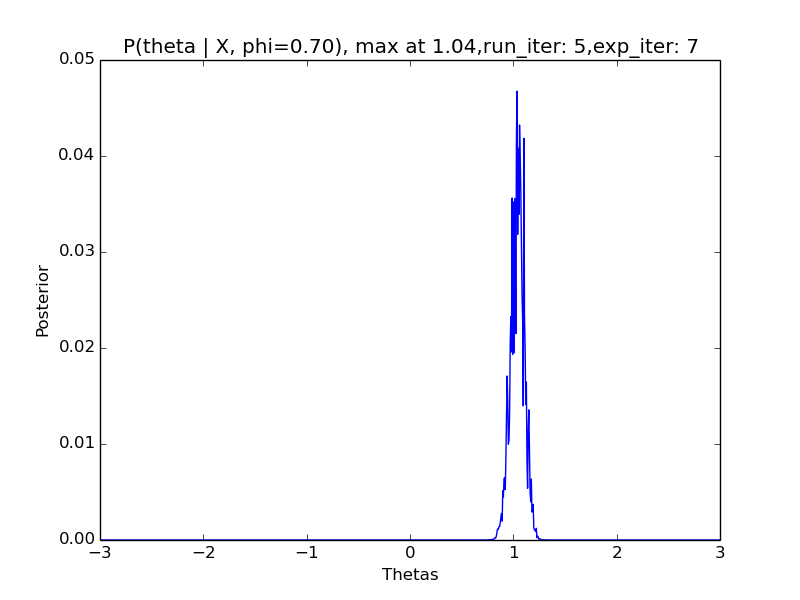 P(theta | X, phi=0.70), max at 1.04,run_iter: 5,exp_iter: 7
0.05
0.04
0.03
0.02
0.01
0.00
Posterior
−3 −2 −1 0 1 2 3
Thetas